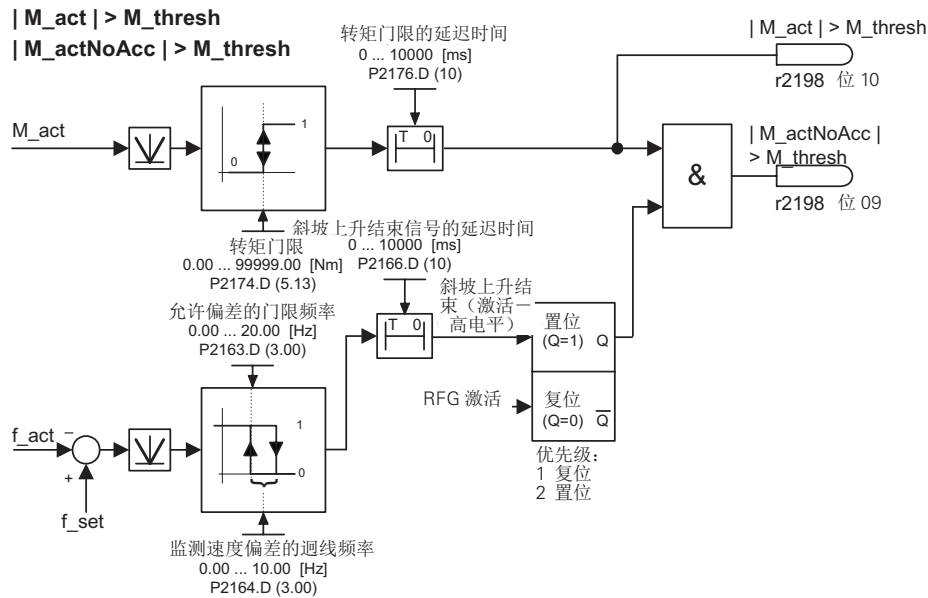 | M_act | > M_thresh
| M_actNoAcc | > M_thresh
转矩门限的延迟时间
0 ... 10000 [ms]
P2176.D (10)
| M_act | > M_thresh
r2198 位 10
M_act
1
0
T 0
&
| M_actNoAcc |
> M_thresh
r2198 位 09
转矩门限
0.00 ... 99999.00 [Nm]
P2174.D (5.13)
斜坡上升结束信号的延迟时间
0 ... 10000 [ms]
P2166.D (10)
允许偏差的门限频率
0.00 ... 20.00 [Hz]
P2163.D (3.00)
T 0
斜坡上升结
束（激活－
高电平）
置位
(Q=1) Q
RFG 激活
复位
(Q=0) Q̅
优先级：
1 复位
2 置位
f_act
−
+
f_set
1
0
监测速度偏差的迥线频率
0.00 ... 10.00 [Hz]
P2164.D (3.00)